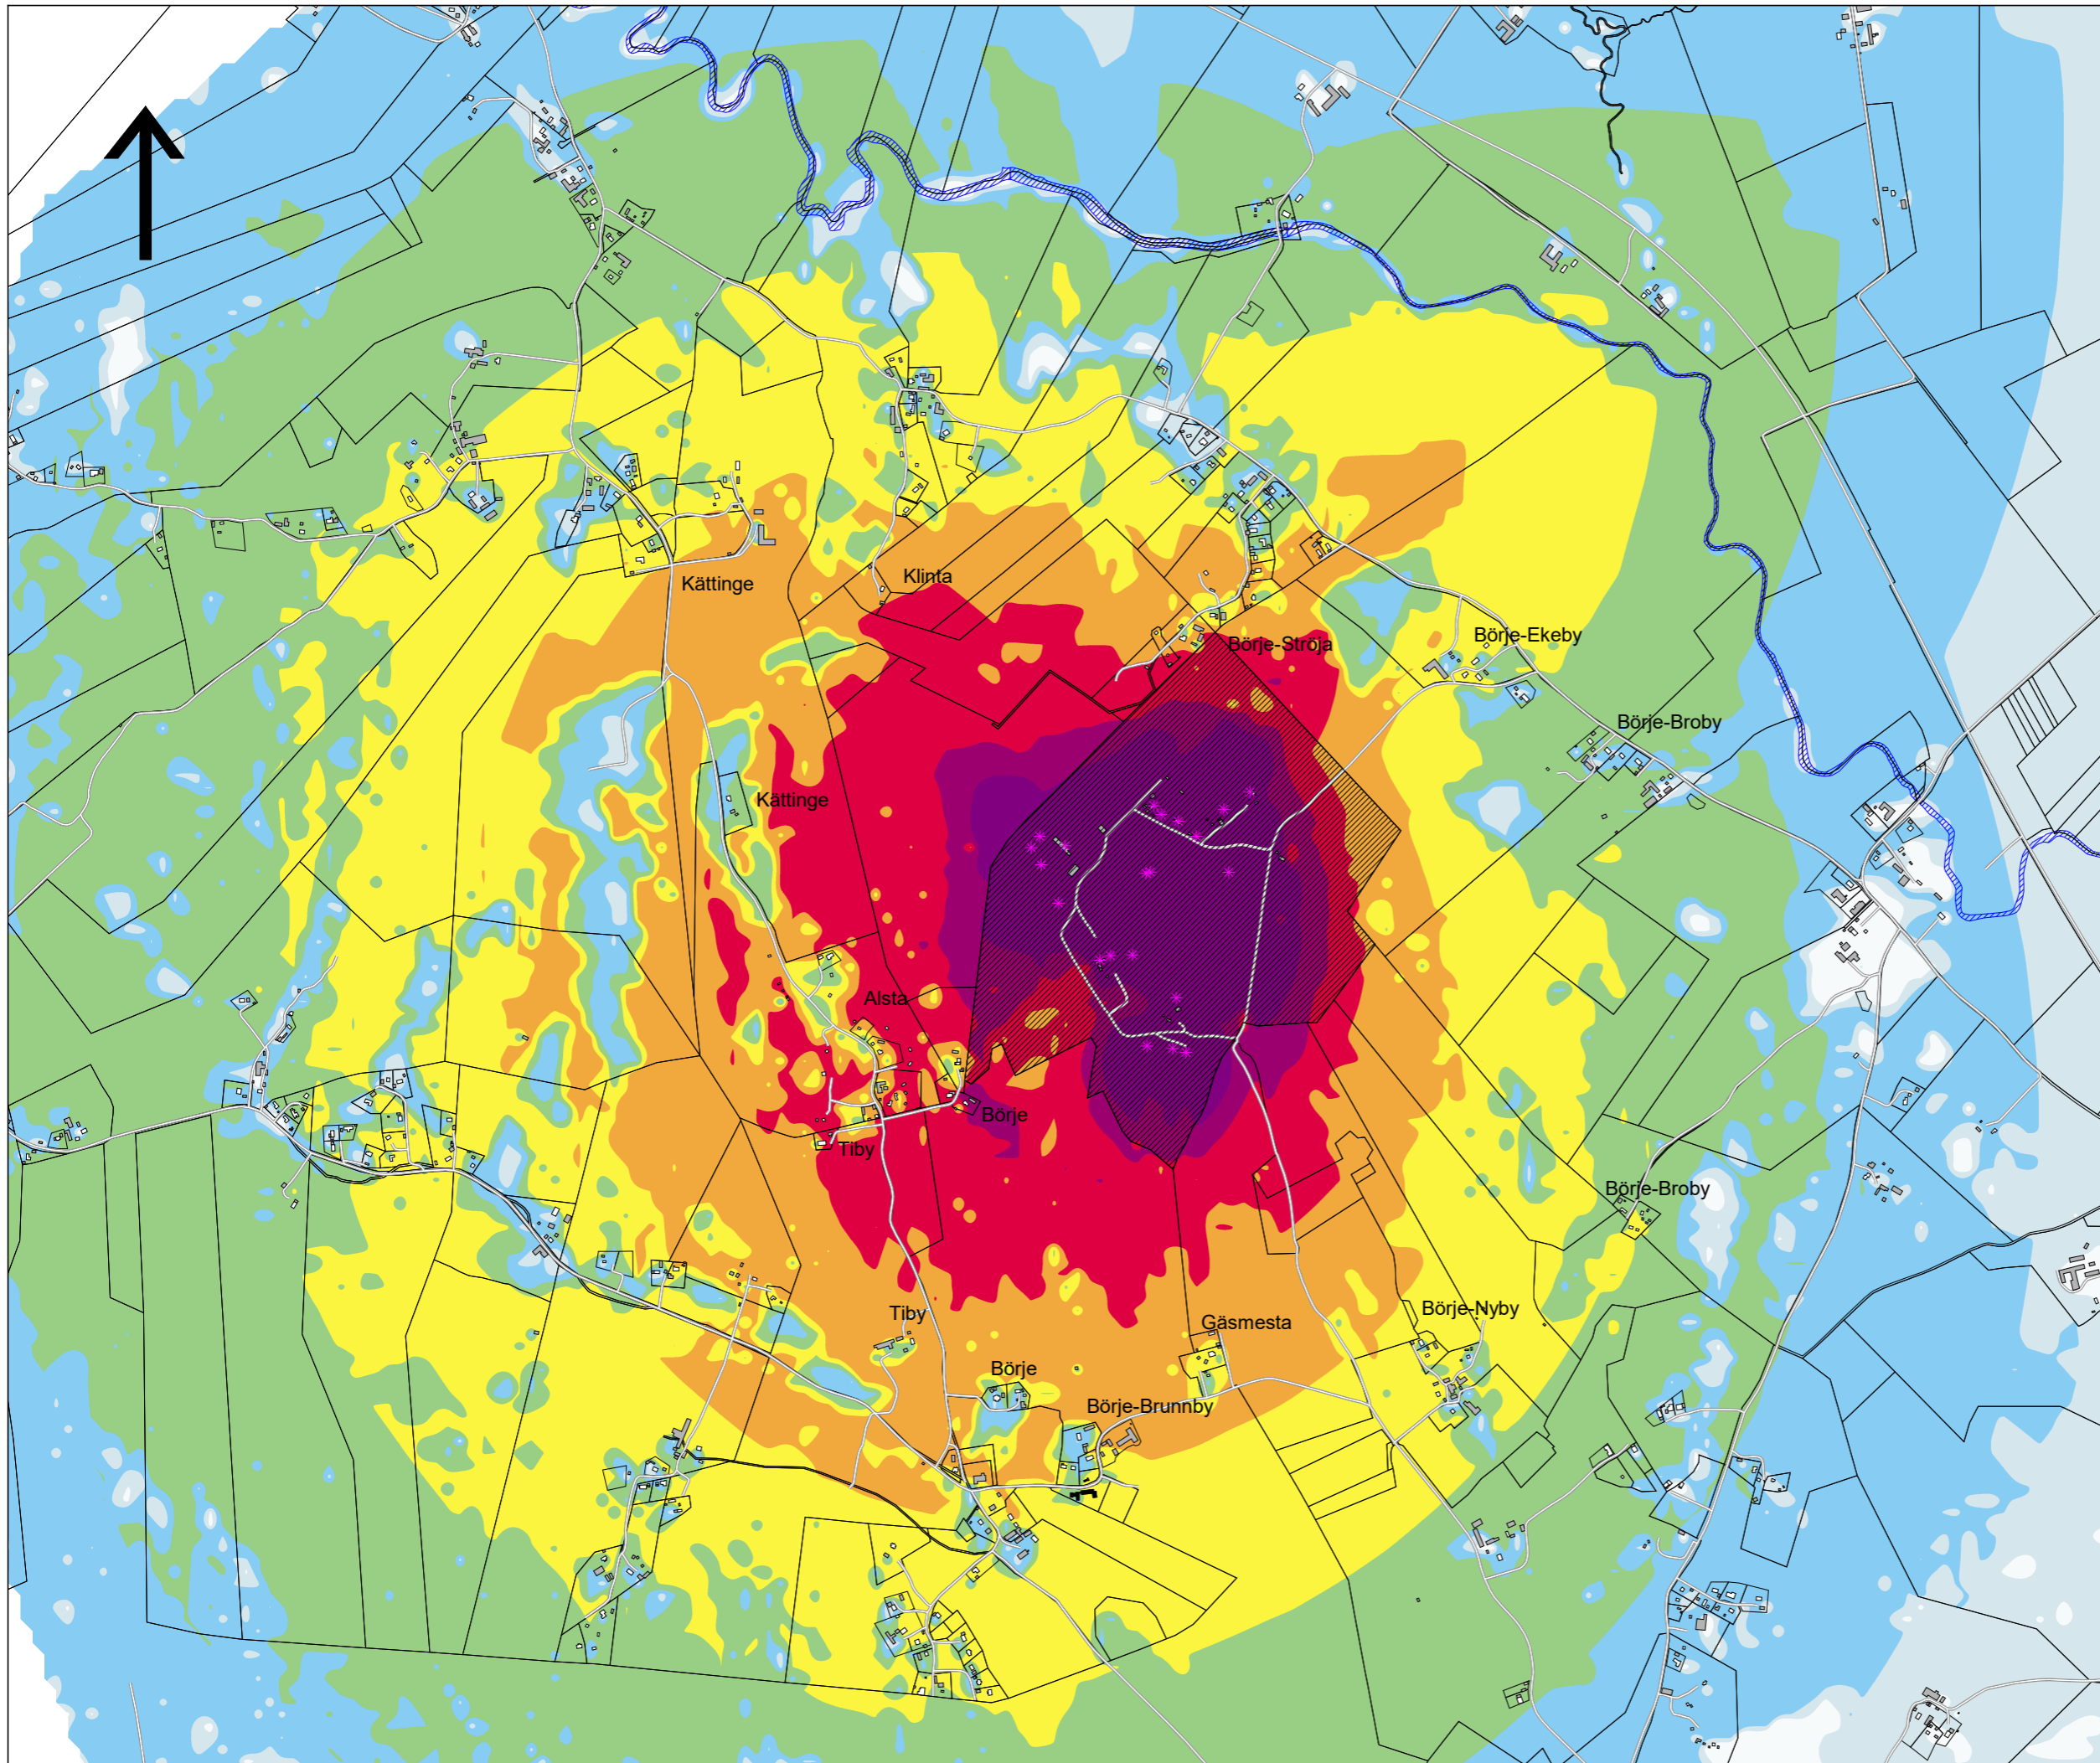 Kättinge
Klinta
Börje-Ströja
Börje-Ekeby
Börje-Broby
Kättinge
Alsta
Börje
Tiby
Börje-Broby
Tiby
Gäsmesta
Börje-Nyby
Börje
Börje-Brunnby